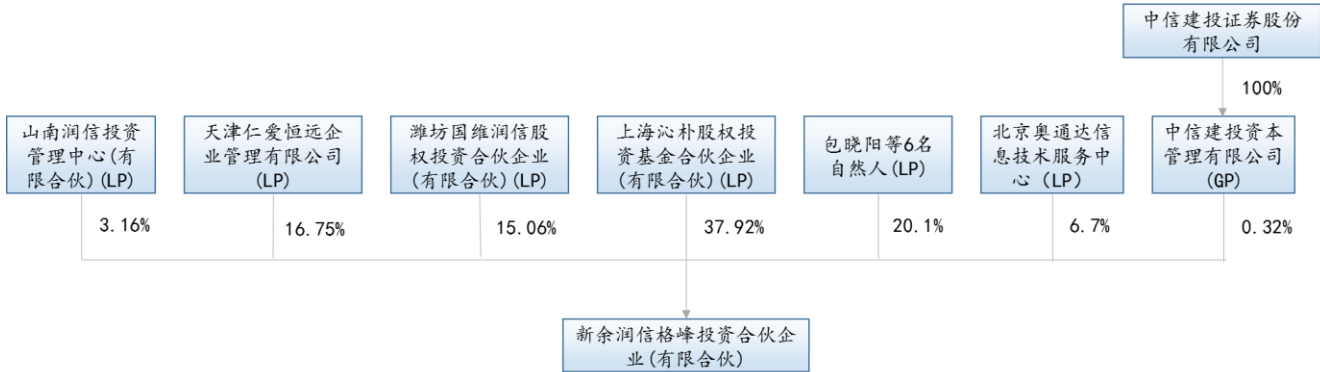 中信建投证券股份
有限公司
100%
山南润信投资
管理中心(有
限合伙)(LP)
天津仁爱恒远企
业管理有限公司
(LP)
潍坊国维润信股
权投资合伙企业
(有限合伙)(LP)
上海沁朴股权投
资基金合伙企业
(有限合伙)(LP)
包晓阳等6名
自然人(LP)
北京奥通达信
息技术服务中
心（LP）
中信建投资本
管理有限公司
(GP)
3.16%
16.75%
15.06%
37.92%
20.1%
6.7%
0.32%
新余润信格峰投资合伙企
业(有限合伙)